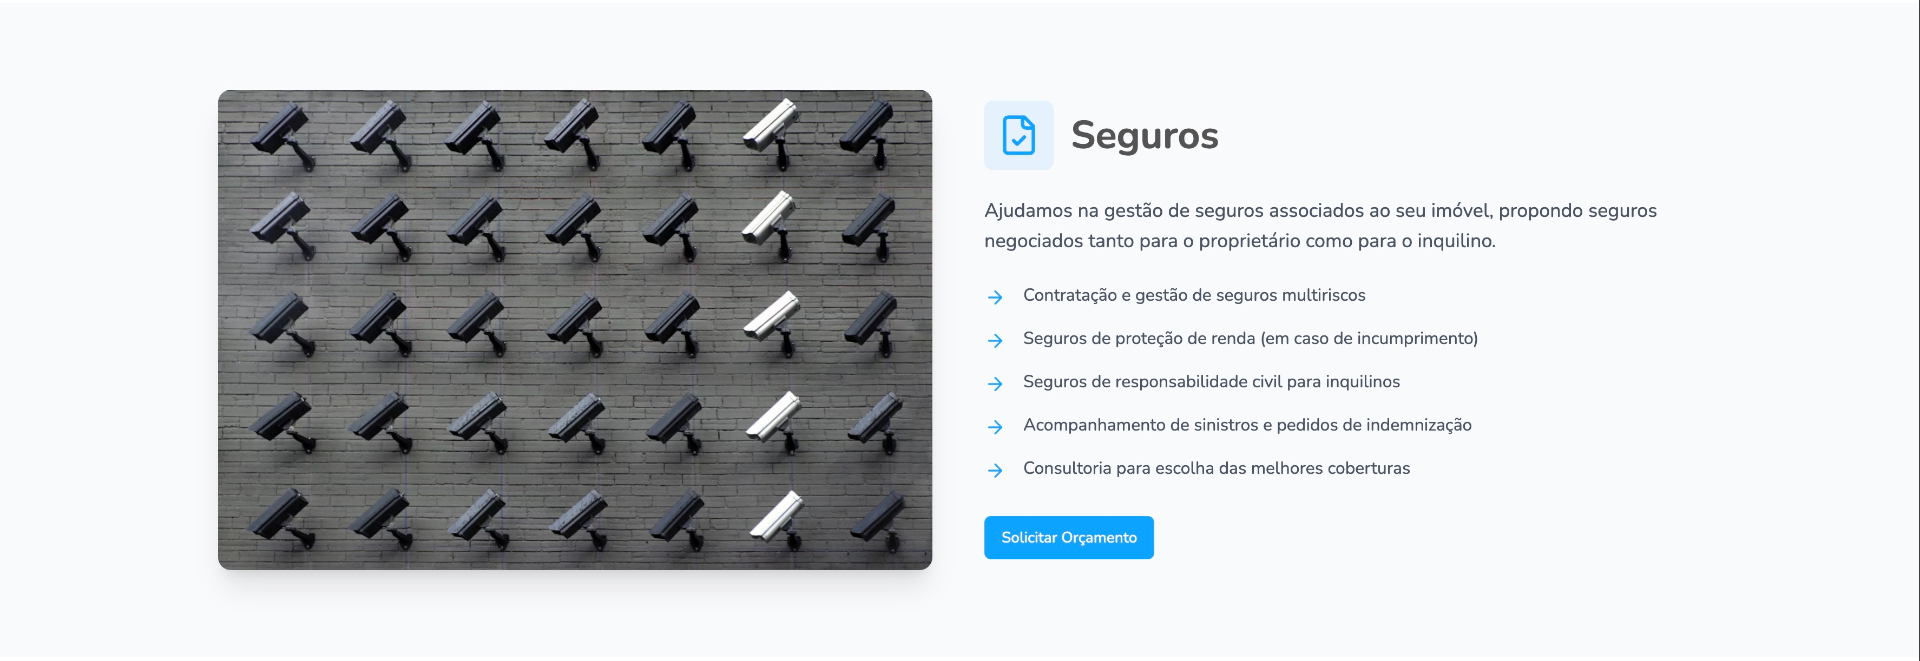 Seguros
Ajudamos na gestão de seguros associados ao seu imóvel, propondo seguros
negociados tanto para o proprietário como para o inquilino.
Contratação e gestão de seguros multiriscos
Seguros de proteção de renda (em caso de incumprimento)
Seguros de responsabilidade civil para inquilinos
Acompanhamento de sinistros e pedidos de indemnização
Consultoria para escolha das melhores coberturas
Solicitar Orçamento